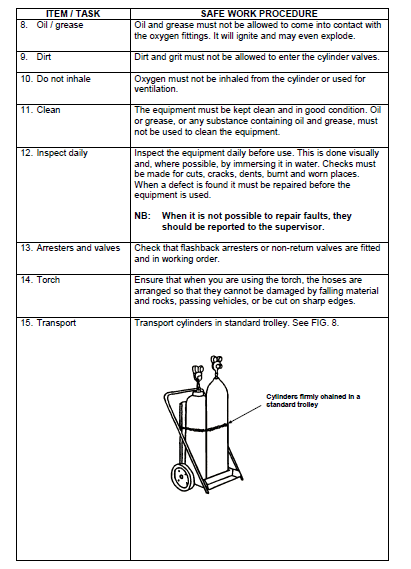 ITEM / TASK
SAFE WORK PROCEDURE
8. Oil / grease
Oil and grease must not be allowed to come into contact with
the oxygen fittings. It will ignite and may even explode.
9. Dirt
Dirt and grit must not be allowed to enter the cylinder valves.
10. Do not inhale
Oxygen must not be inhaled from the cylinder or used for
ventilation.
11. Clean
The equipment must be kept clean and in good condition. Oil
or grease, or any substance containing oil and grease, must
not be used to clean the equipment.
12. Inspect daily
Inspect the equipment daily before use. This is done visually
and, where possible, by immersing it in water. Checks must
be made for cuts, cracks, dents, burnt and worn places.
When a defect is found it must be repaired before the
equipment is used.
NB: When it is not possible to repair faults, they
should be reported to the supervisor.
13. Arresters and valves
Check that flashback arresters or non-return valves are fitted
and in working order.
14. Torch
Ensure that when you are using the torch, the hoses are
arranged so that they cannot be damaged by falling material
and rocks, passing vehicles, or be cut on sharp edges.
15. Transport
Transport cylinders in standard trolley. See FIG. 8.
Cylinders firmly chained in a
standard trolley